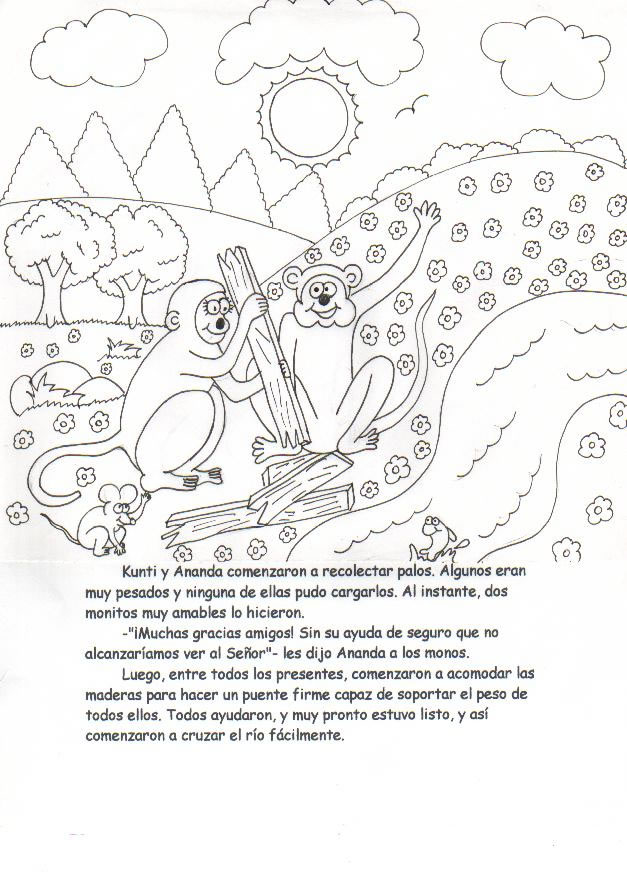 Kunti y Ananda comenzaron a recolectar palos. Algunos eran
muy pesados y ninguna de ellas pudo cargarlos. Al instante, dos
monitos muy amables lo hicieron.
-"¡Muchas gracias amigos! Sin su ayuda de seguro que no
alcanzaríamos ver al Señor"- les dijo Ananda a los monos.
Luego, entre todos los presentes, comenzaron a acomodar las
maderas para hacer un puente firme capaz de soportar el peso de
todos ellos. Todos ayudaron, y muy pronto estuvo listo, y así
comenzaron a cruzar el río fácilmente.